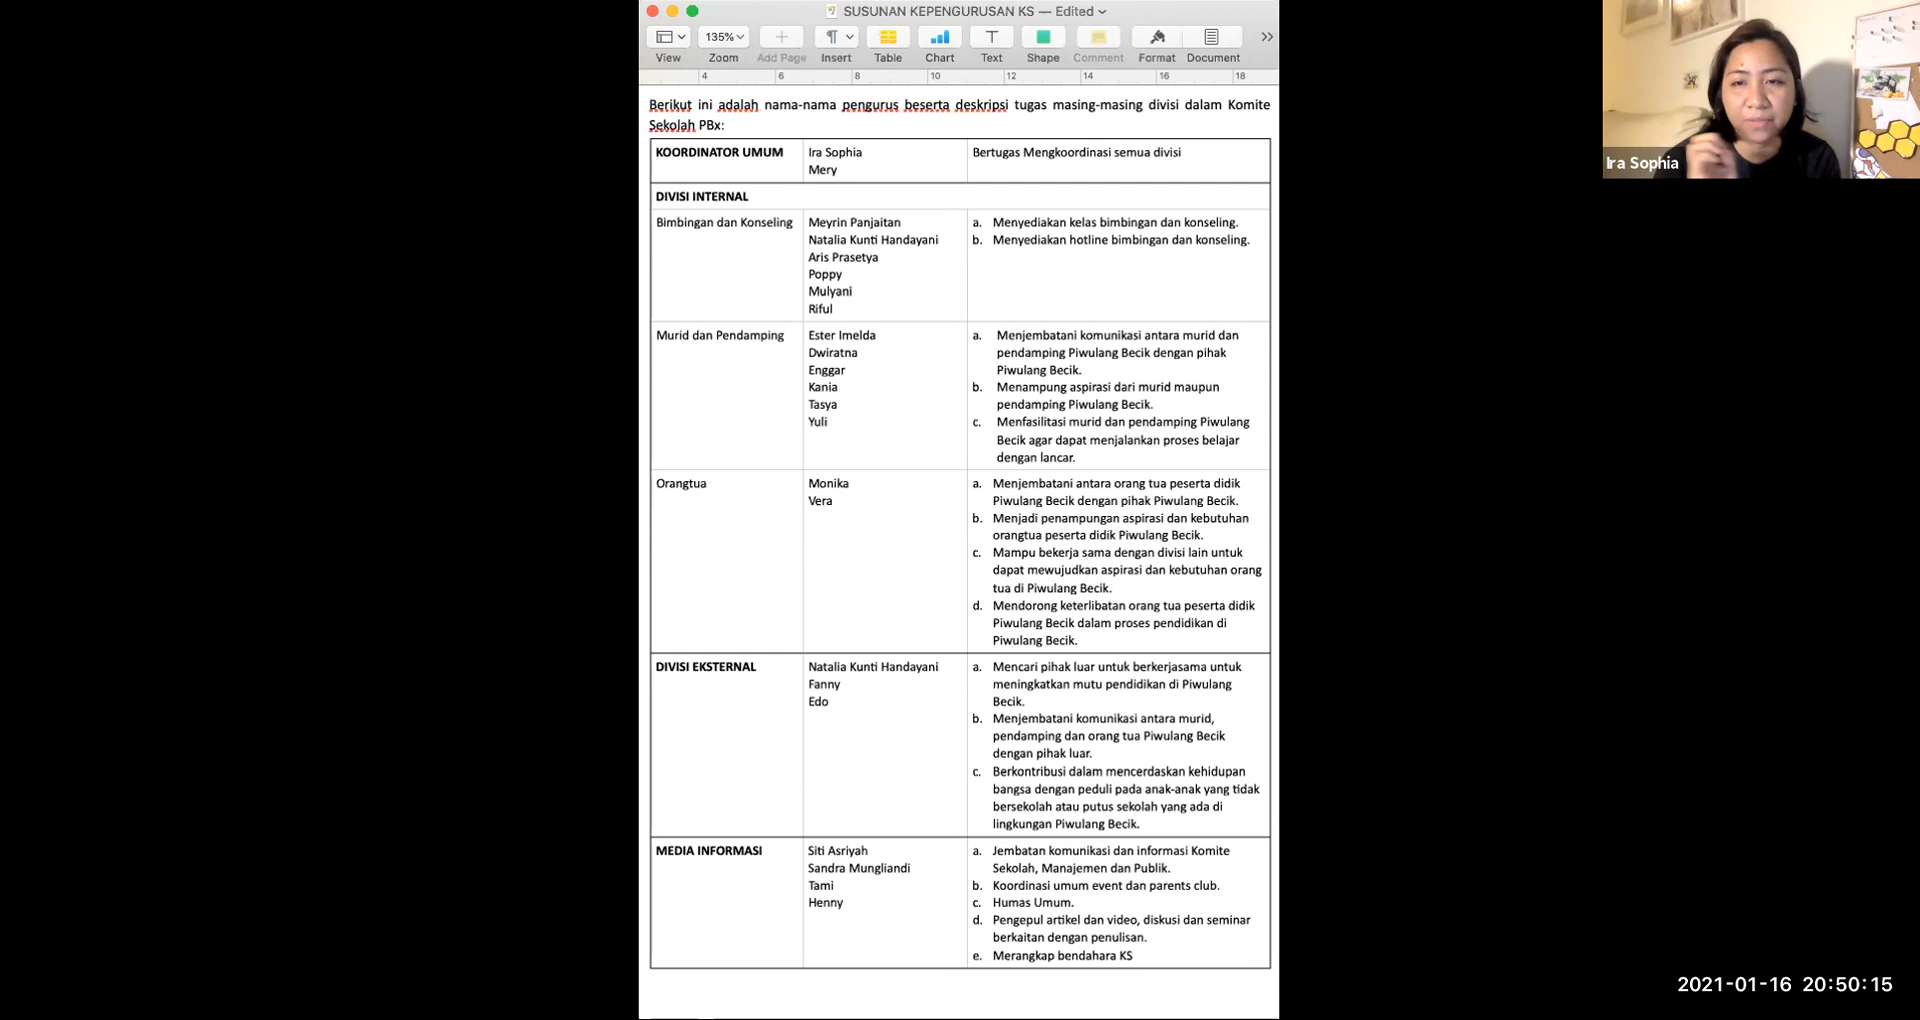 SUSUNAN KEPENGURUSAN KS — Edited
135%
View
Zoom
Add Page
Insert
Table
Chart
Text
Shape
Comment
Format
Document
4 6 8 10 12 14 16 18
Berikut ini adalah nama-nama pengurus beserta deskripsi tugas masing-masing divisi dalam Komite
Sekolah PBx:
KOORDINATOR UMUM
Ira Sophia
Mery
Bertugas Mengkoordinasi semua divisi
DIVISI INTERNAL
Bimbingan dan Konseling
Meyrin Panjaitan
Natalia Kunti Handayani
Aris Prasetya
Poppy
Mulyani
Riful
a. Menyediakan kelas bimbingan dan konseling.
b. Menyediakan hotline bimbingan dan konseling.
Murid dan Pendamping
Ester Imelda
Dwiratna
Enggar
Kania
Tasya
Yuli
a. Menjembatani komunikasi antara murid dan
pendamping Piwulang Becik dengan pihak
Piwulang Becik.
b. Menampung aspirasi dari murid maupun
pendamping Piwulang Becik.
c. Menfasilitasi murid dan pendamping Piwulang
Becik agar dapat menjalankan proses belajar
dengan lancar.
Orangtua
Monika
Vera
a. Menjembatani antara orang tua peserta didik
Piwulang Becik dengan pihak Piwulang Becik.
b. Menjadi penampungan aspirasi dan kebutuhan
orangtua peserta didik Piwulang Becik.
c. Mampu bekerja sama dengan divisi lain untuk
dapat mewujudkan aspirasi dan kebutuhan orang
tua di Piwulang Becik.
d. Mendorong keterlibatan orang tua peserta didik
Piwulang Becik dalam proses pendidikan di
Piwulang Becik.
DIVISI EKSTERNAL
Natalia Kunti Handayani
Fanny
Edo
a. Mencari pihak luar untuk berkerjasama untuk
meningkatkan mutu pendidikan di Piwulang
Becik.
b. Menjembatani komunikasi antara murid,
pendamping dan orang tua Piwulang Becik
dengan pihak luar.
c. Berkontribusi dalam mencerdaskan kehidupan
bangsa dengan peduli pada anak-anak yang tidak
bersekolah atau putus sekolah yang ada di
lingkungan Piwulang Becik.
MEDIA INFORMASI
Siti Asriyah
Sandra Mungliandi
Tami
Henny
a. Jembatan komunikasi dan informasi Komite
Sekolah, Manajemen dan Publik.
b. Koordinasi umum event dan parents club.
c. Humas Umum.
d. Pengepul artikel dan video, diskusi dan seminar
berkaitan dengan penulisan.
e. Merangkap bendahara KS
Ira Sophia
2021-01-16 20:50:15